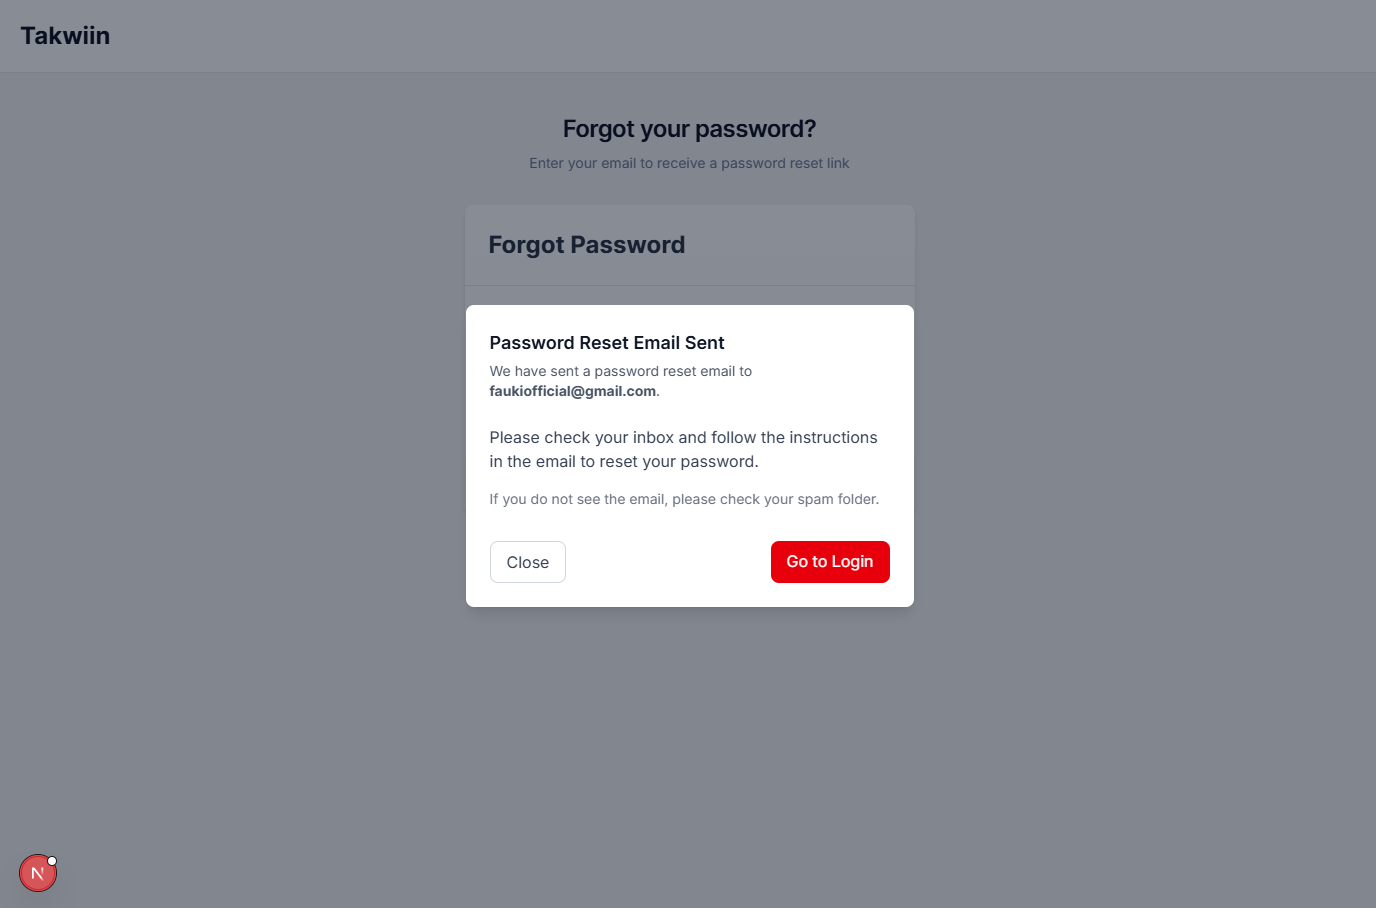 Takwiin
Forgot your password?
Enter your email to receive a password reset link
Forgot Password
Password Reset Email Sent
We have sent a password reset email to
faukiofficial@gmail.com.
Please check your inbox and follow the instructions
in the email to reset your password.
If you do not see the email, please check your spam folder.
Close
Go to Login
N